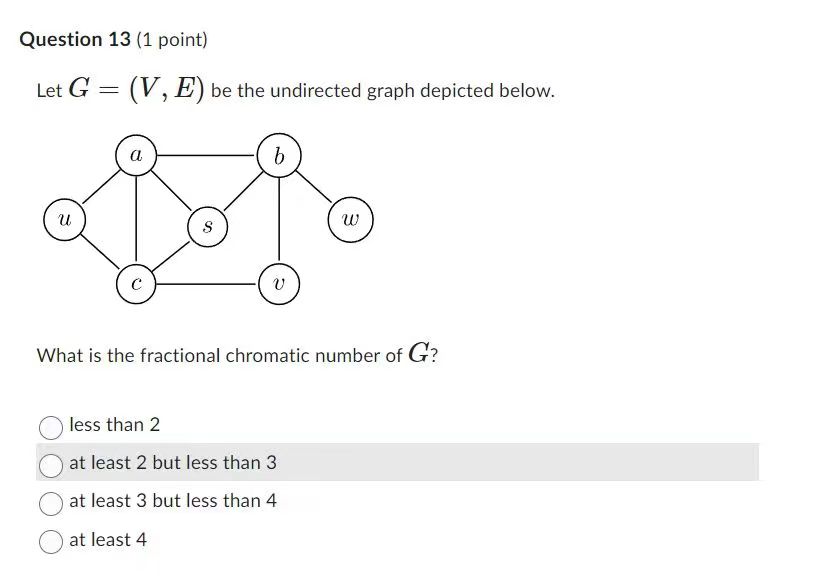 Question 13 (1 point)
Let G = (V, E) be the undirected graph depicted below.
a
b
u
s
w
c
v
What is the fractional chromatic number of G?
less than 2
at least 2 but less than 3
at least 3 but less than 4
at least 4